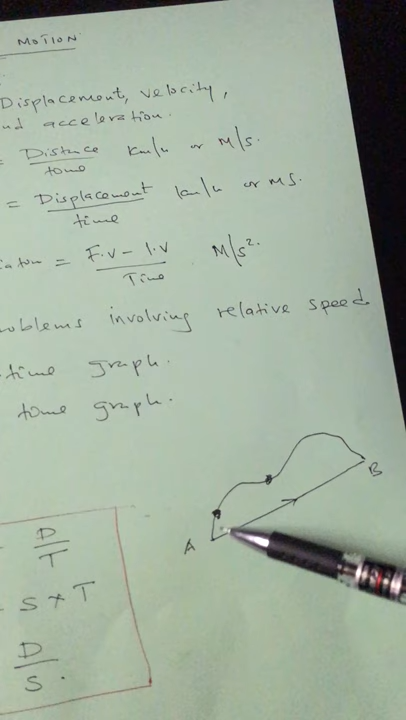 MOTION
Displacement, velocity,
nd acceleration.
= Distance/time km/h or M/s.
= Displacement/time km/h or MS.
= F.V - I.V/Time M/s².
roblems involving relative speed
-time graph.
time graph.
B
A
D/T
S × T
D/S.